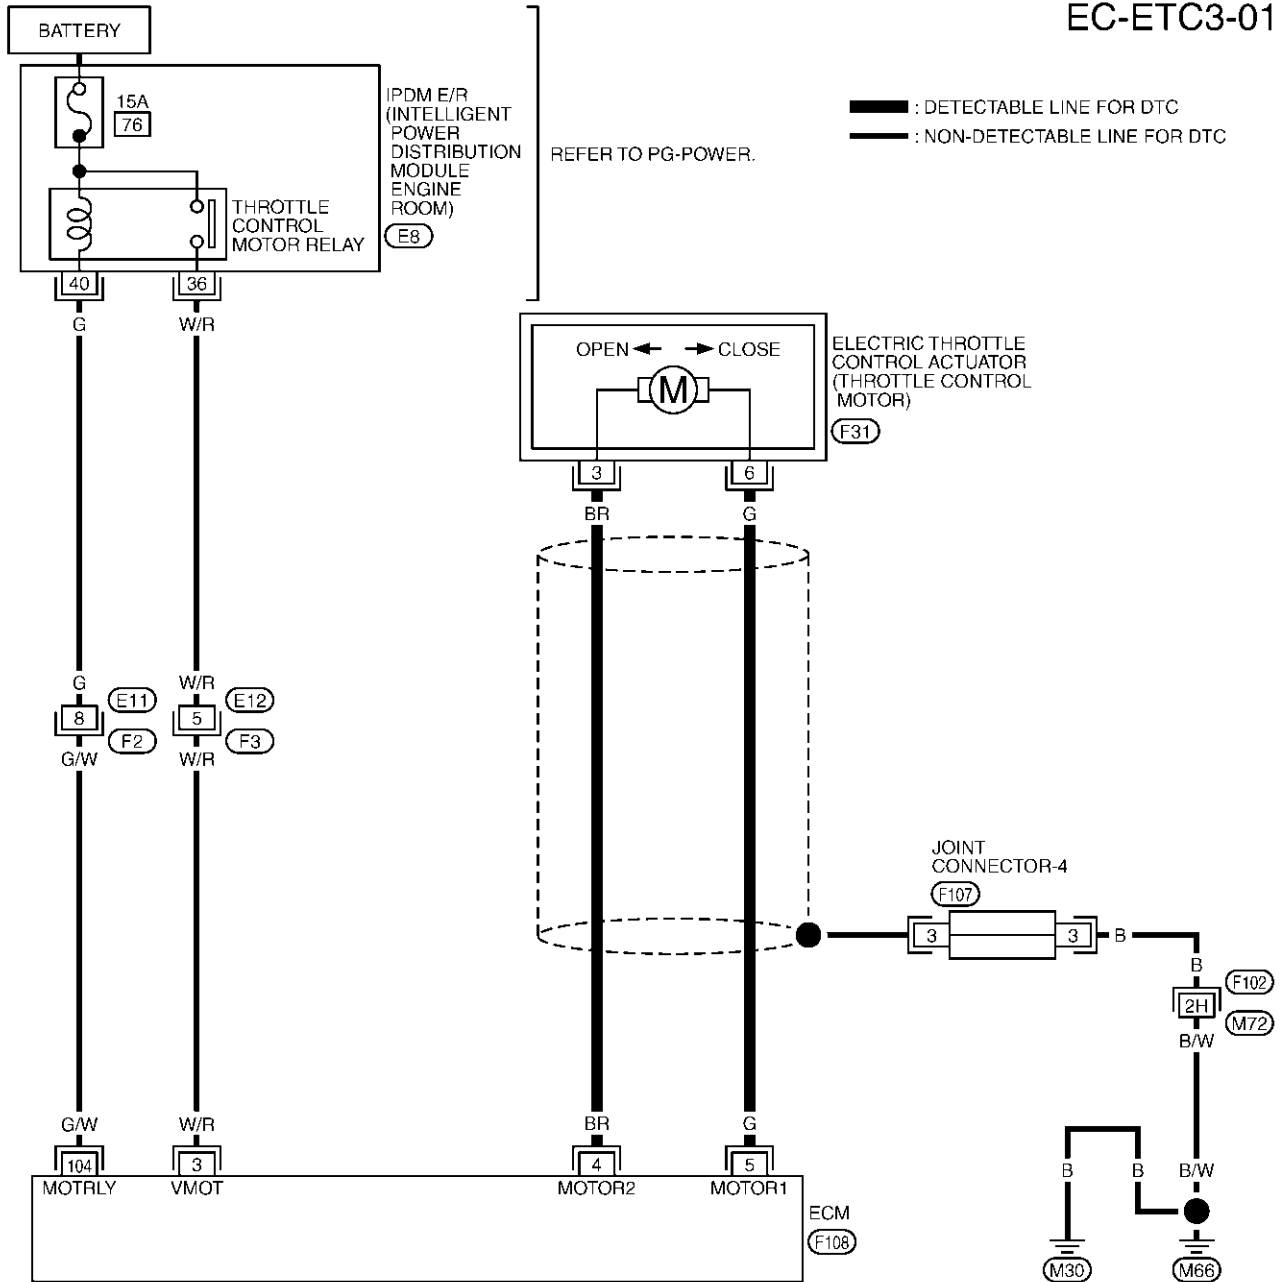 EC-ETC3-01
BATTERY
15A
76
IPDM E/R
(INTELLIGENT
POWER
DISTRIBUTION
MODULE
ENGINE
ROOM)
E8
REFER TO PG-POWER.
: DETECTABLE LINE FOR DTC
: NON-DETECTABLE LINE FOR DTC
THROTTLE
CONTROL
MOTOR RELAY
40
36
G
W/R
OPEN
CLOSE
M
ELECTRIC THROTTLE
CONTROL ACTUATOR
(THROTTLE CONTROL
MOTOR)
F31
3
6
BR
G
G
W/R
8
E11
F2
5
E12
F3
G/W
W/R
JOINT
CONNECTOR-4
F107
3
3
B
B
2H
F102
M72
B/W
G/W
W/R
BR
G
104
3
4
5
MOTRLY
VMOT
MOTOR2
MOTOR1
ECM
F108
B
B
B/W
M30
M66